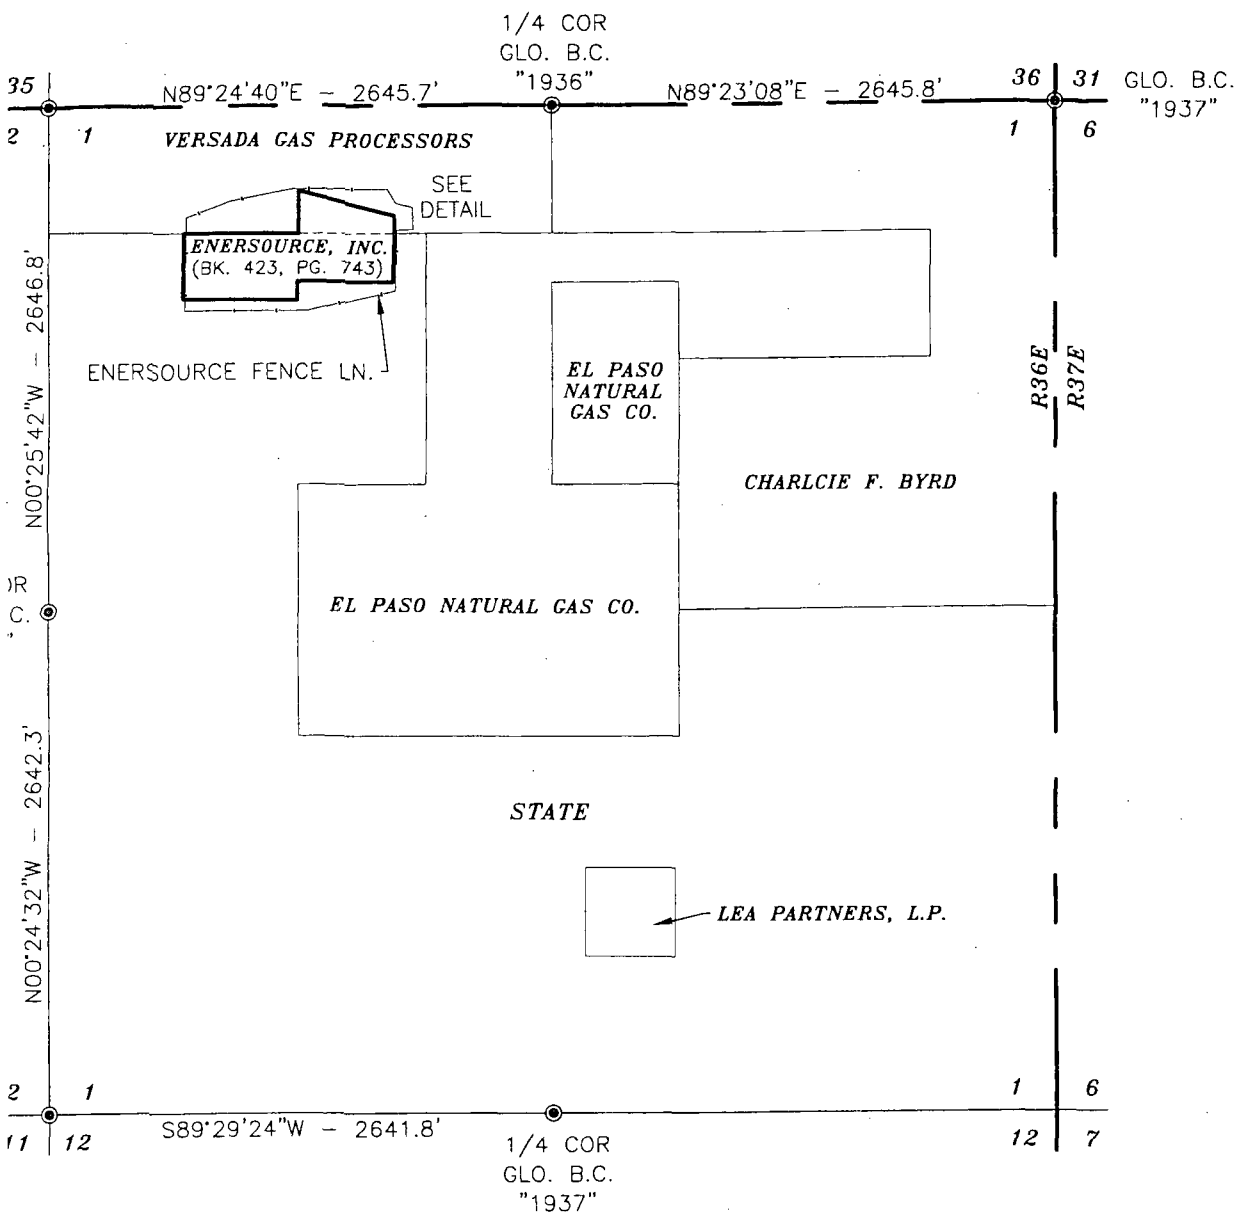 1/4 COR
GLO. B.C.
"1936"
35
N89°24'40"E - 2645.7'
N89°23'08"E - 2645.8'
36 31
GLO. B.C.
"1937"
2 1
VERSADA GAS PROCESSORS
1 6
SEE
DETAIL
ENERSOURCE, INC.
(BK. 423, PG. 743)
N00°25'42"W - 2646.8'
ENERSOURCE FENCE LN.
EL PASO
NATURAL
GAS CO.
R36E
R37E
CHARLCIE F. BYRD
EL PASO NATURAL GAS CO.
C.
N00°24'32"W - 2642.3'
STATE
LEA PARTNERS, L.P.
2 1
1 6
S89°29'24"W - 2641.8'
11 12
12 7
1/4 COR
GLO. B.C.
"1937"